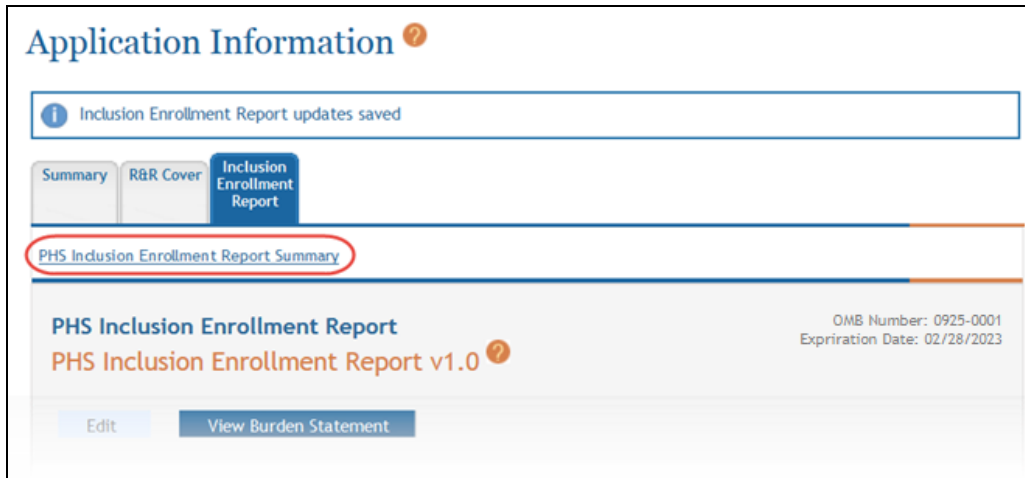 Application Information ?
i Inclusion Enrollment Report updates saved
Summary
R&R Cover
Inclusion
Enrollment
Report
PHS Inclusion Enrollment Report Summary
PHS Inclusion Enrollment Report
PHS Inclusion Enrollment Report v1.0 ?
OMB Number: 0925-0001
Expriration Date: 02/28/2023
Edit
View Burden Statement